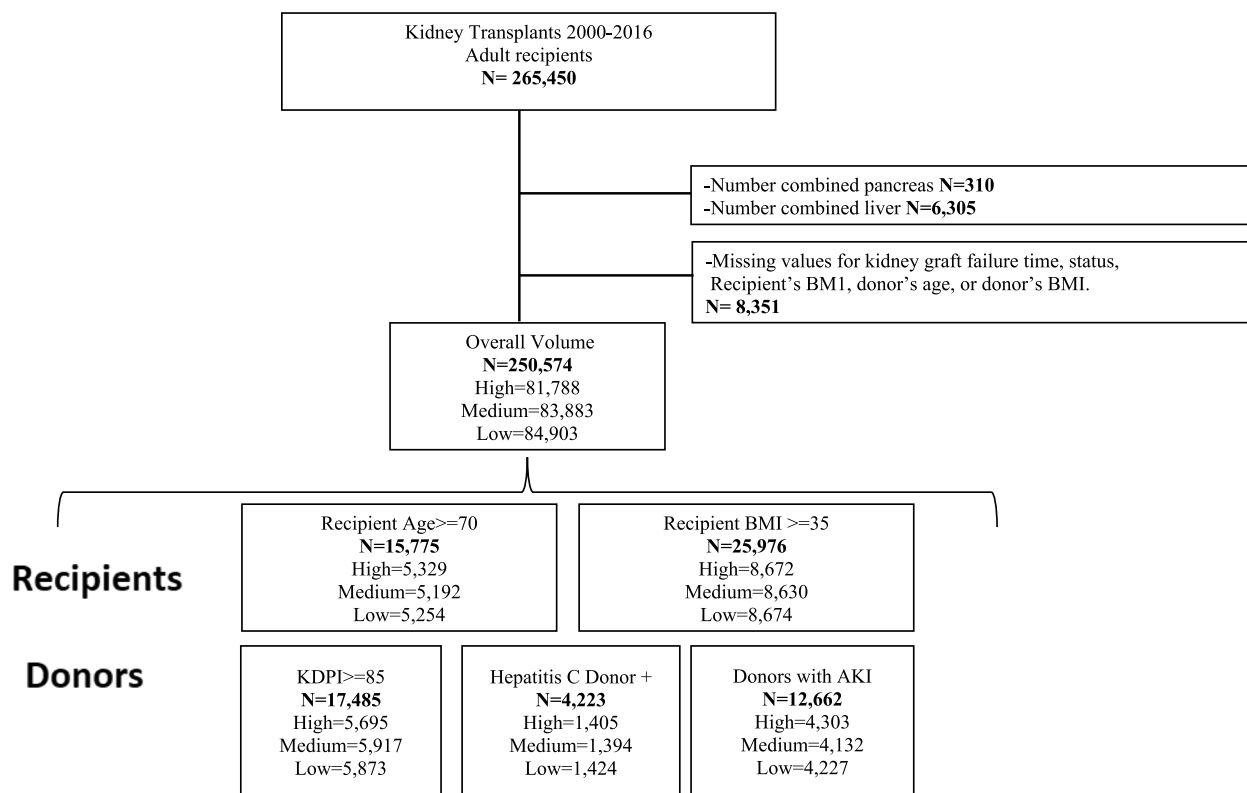 Kidney Transplants 2000-2016
Adult recipients
N= 265,450
-Number combined pancreas N=310
-Number combined liver N=6,305
-Missing values for kidney graft failure time, status,
Recipient's BM1, donor's age, or donor's BMI.
N= 8,351
Overall Volume
N=250,574
High=81,788
Medium=83,883
Low=84,903
Recipients
Recipient Age>=70
N=15,775
High=5,329
Medium=5,192
Low=5,254
Recipient BMI >=35
N=25,976
High=8,672
Medium=8,630
Low=8,674
Donors
KDPI>=85
N=17,485
High=5,695
Medium=5,917
Low=5,873
Hepatitis C Donor +
N=4,223
High=1,405
Medium=1,394
Low=1,424
Donors with AKI
N=12,662
High=4,303
Medium=4,132
Low=4,227